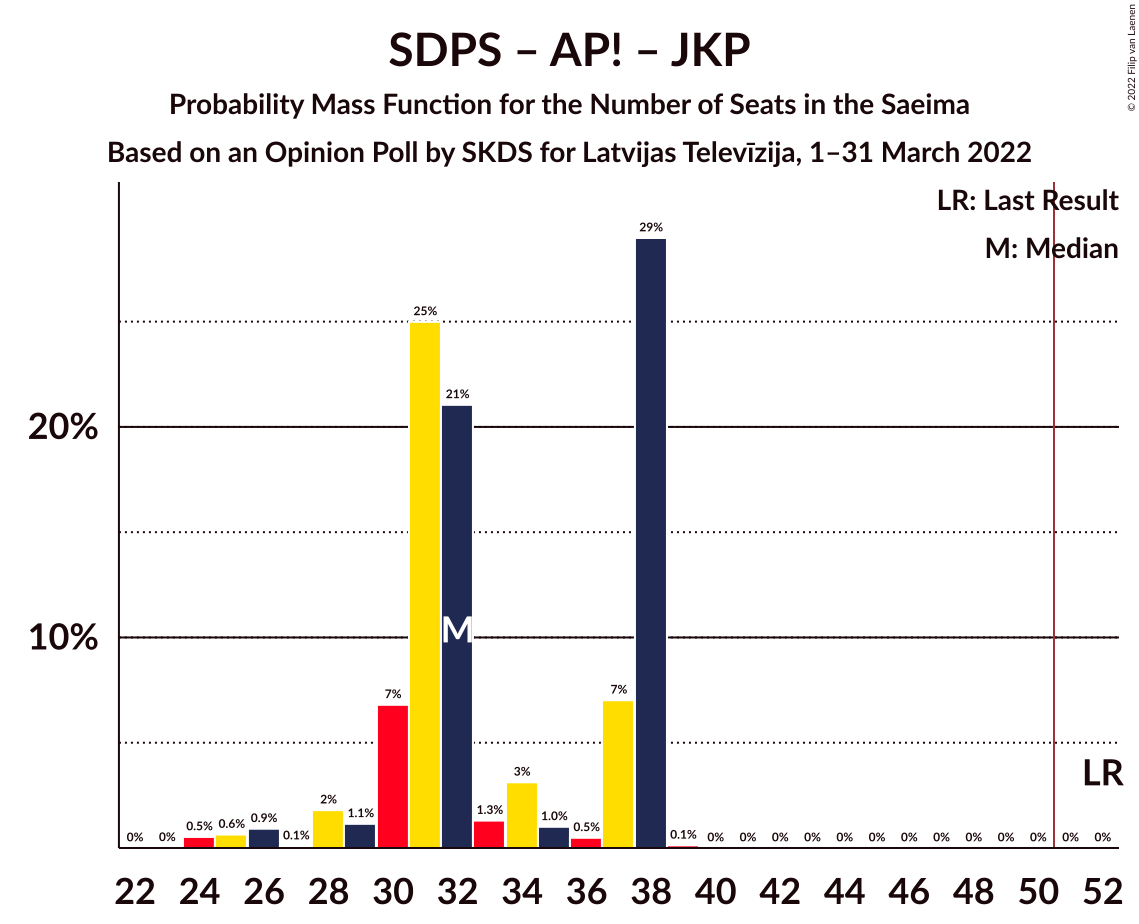 SDPS – AP! – JKP
Probability Mass Function for the Number of Seats in the Saeima
Based on an Opinion Poll by SKDS for Latvijas Televīzija, 1–31 March 2022
© 2022 Filip van Laenen
LR: Last Result
M: Median
29%
25%
21%
20%
M
10%
7%
7%
3%
2%
LR
0% 0% 0.5% 0.6% 0.9% 0.1% 1.1% 1.3% 1.0% 0.5% 0.1% 0% 0% 0% 0% 0% 0% 0% 0% 0% 0% 0% 0% 0%
22 24 26 28 30 32 34 36 38 40 42 44 46 48 50 52